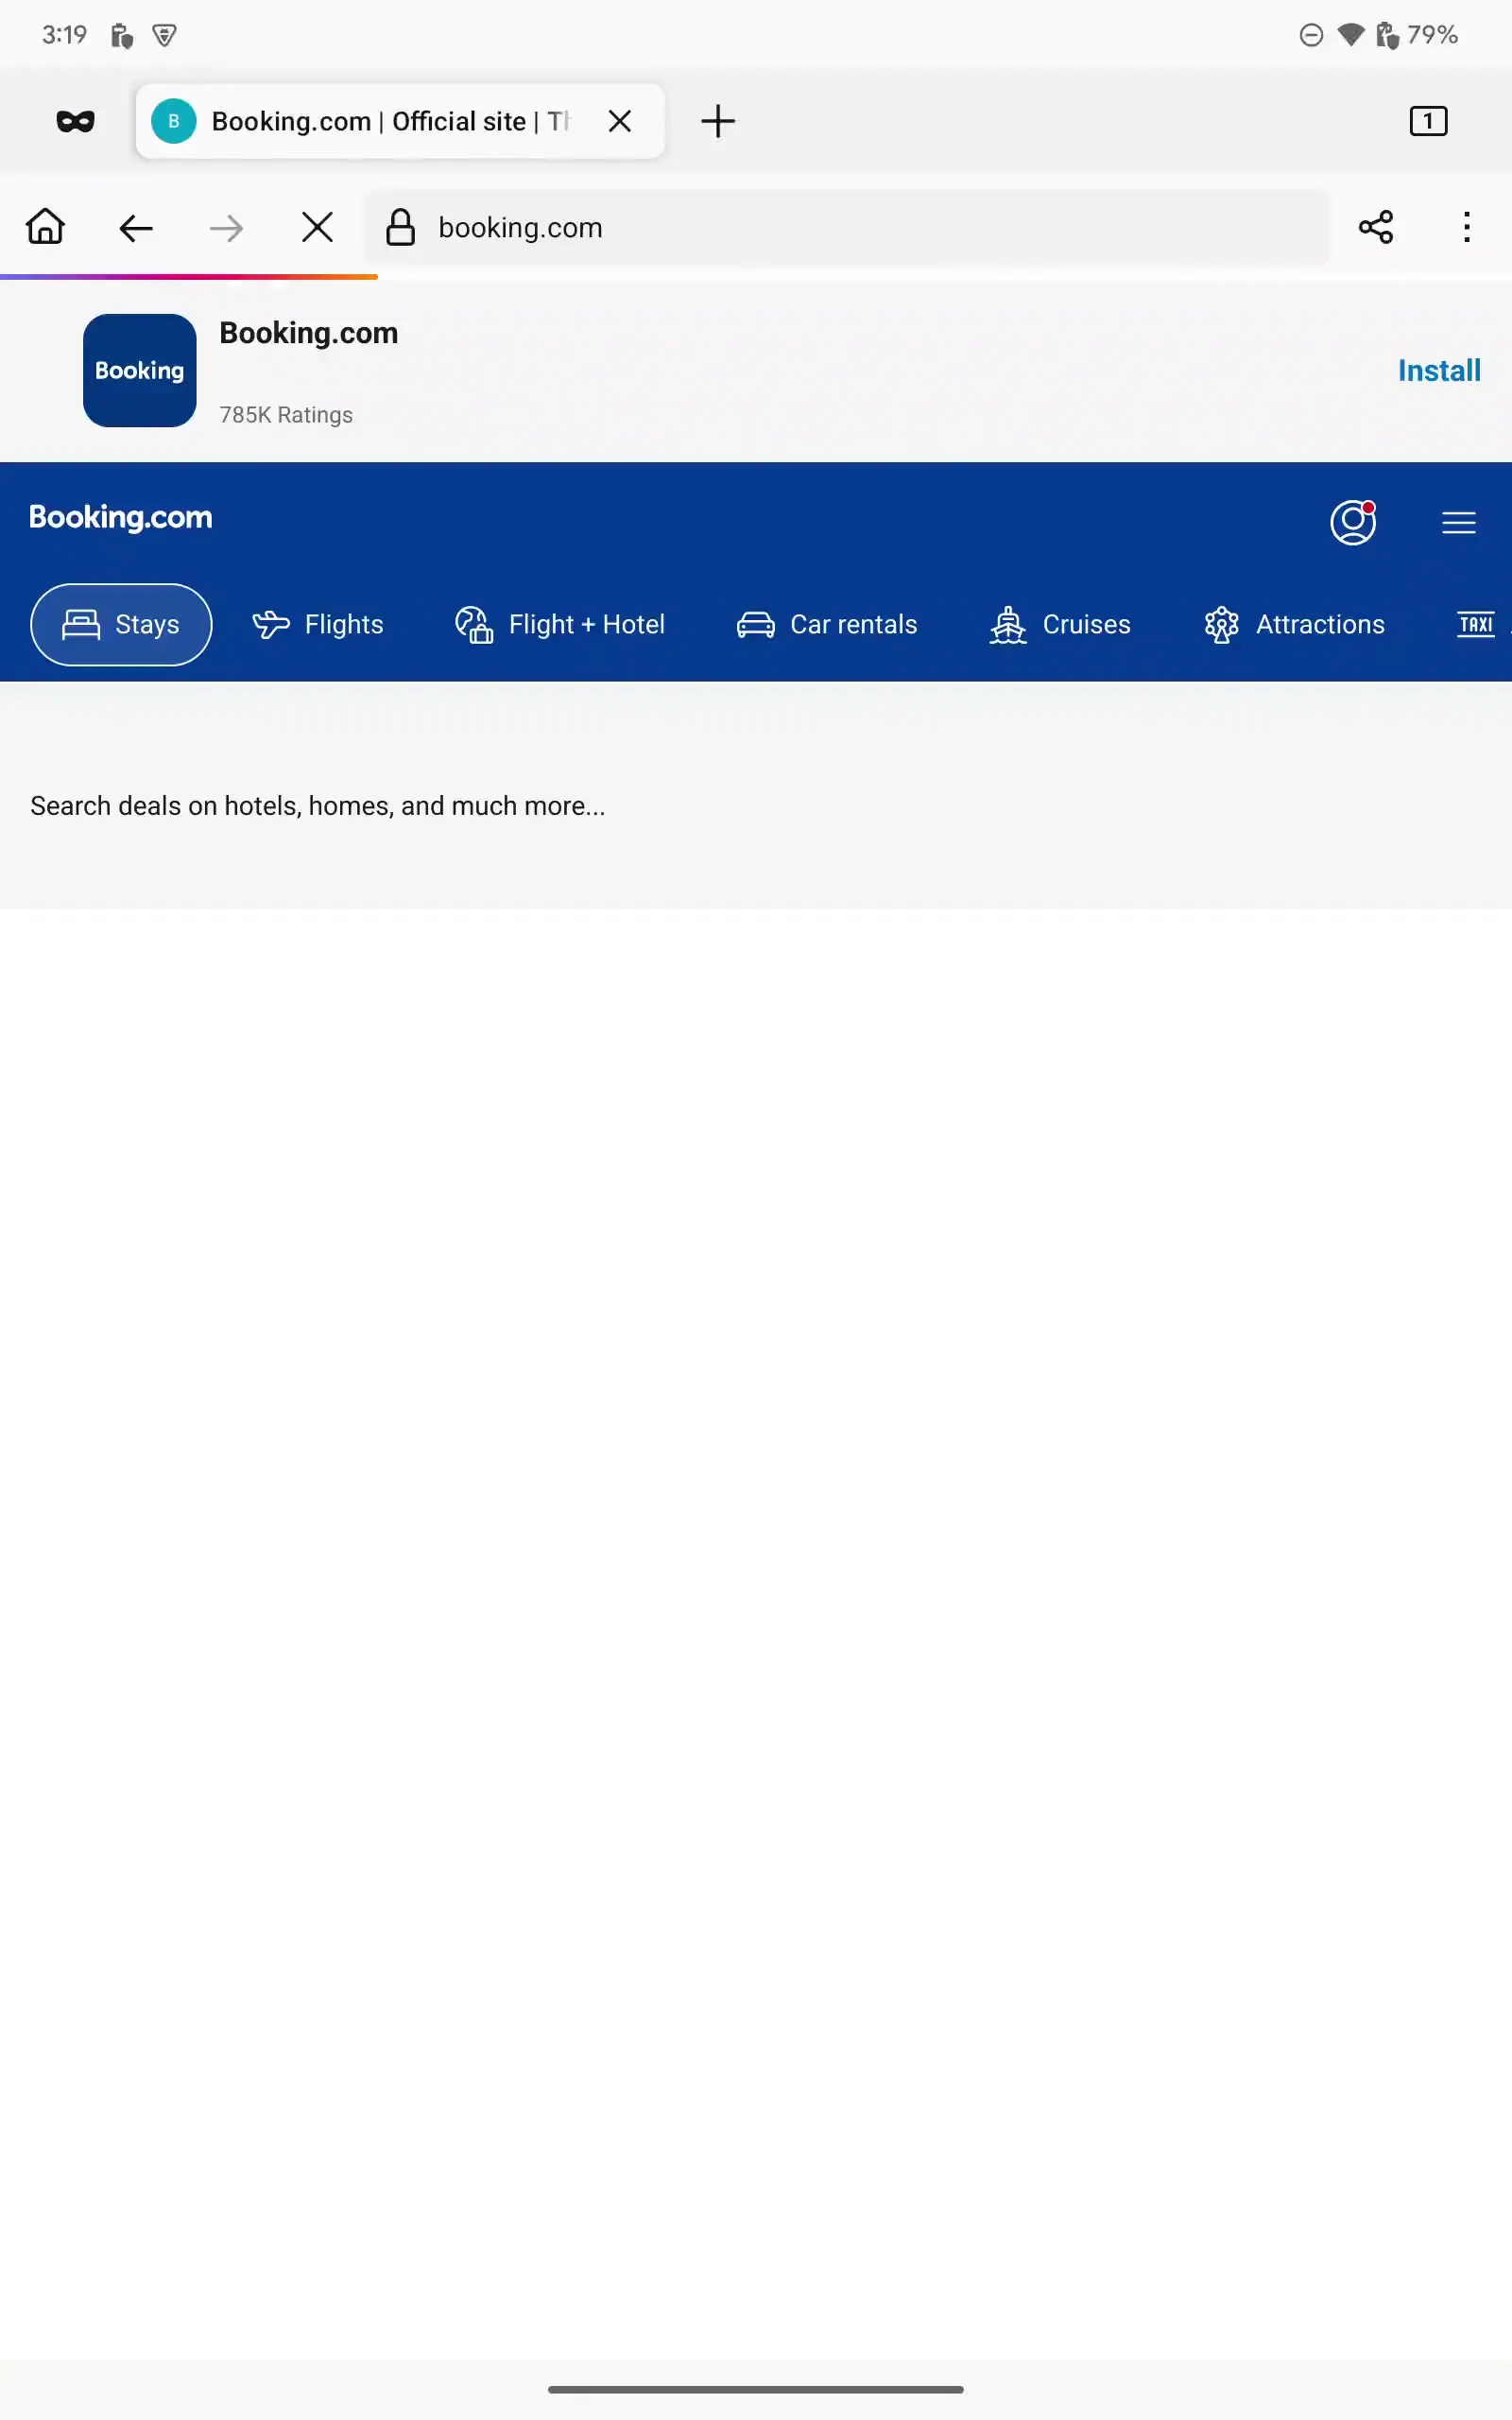 3:19
79%
B
Booking.com | Official site | Th
1
booking.com
Booking
Booking.com
785K Ratings
Install
Booking.com
Stays
Flights
Flight + Hotel
Car rentals
Cruises
Attractions
TAXI
Search deals on hotels, homes, and much more...